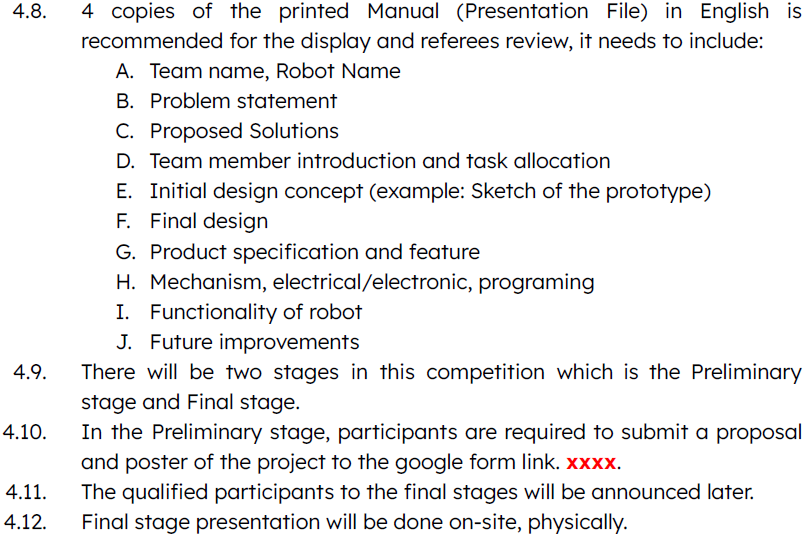 4.8. 4 copies of the printed Manual (Presentation File) in English is
recommended for the display and referees review, it needs to include:
A. Team name, Robot Name
B. Problem statement
C. Proposed Solutions
D. Team member introduction and task allocation
E. Initial design concept (example: Sketch of the prototype)
F. Final design
G. Product specification and feature
H. Mechanism, electrical/electronic, programing
I. Functionality of robot
J. Future improvements
4.9. There will be two stages in this competition which is the Preliminary
stage and Final stage.
4.10. In the Preliminary stage, participants are required to submit a proposal
and poster of the project to the google form link. xxxx.
4.11. The qualified participants to the final stages will be announced later.
4.12. Final stage presentation will be done on-site, physically.